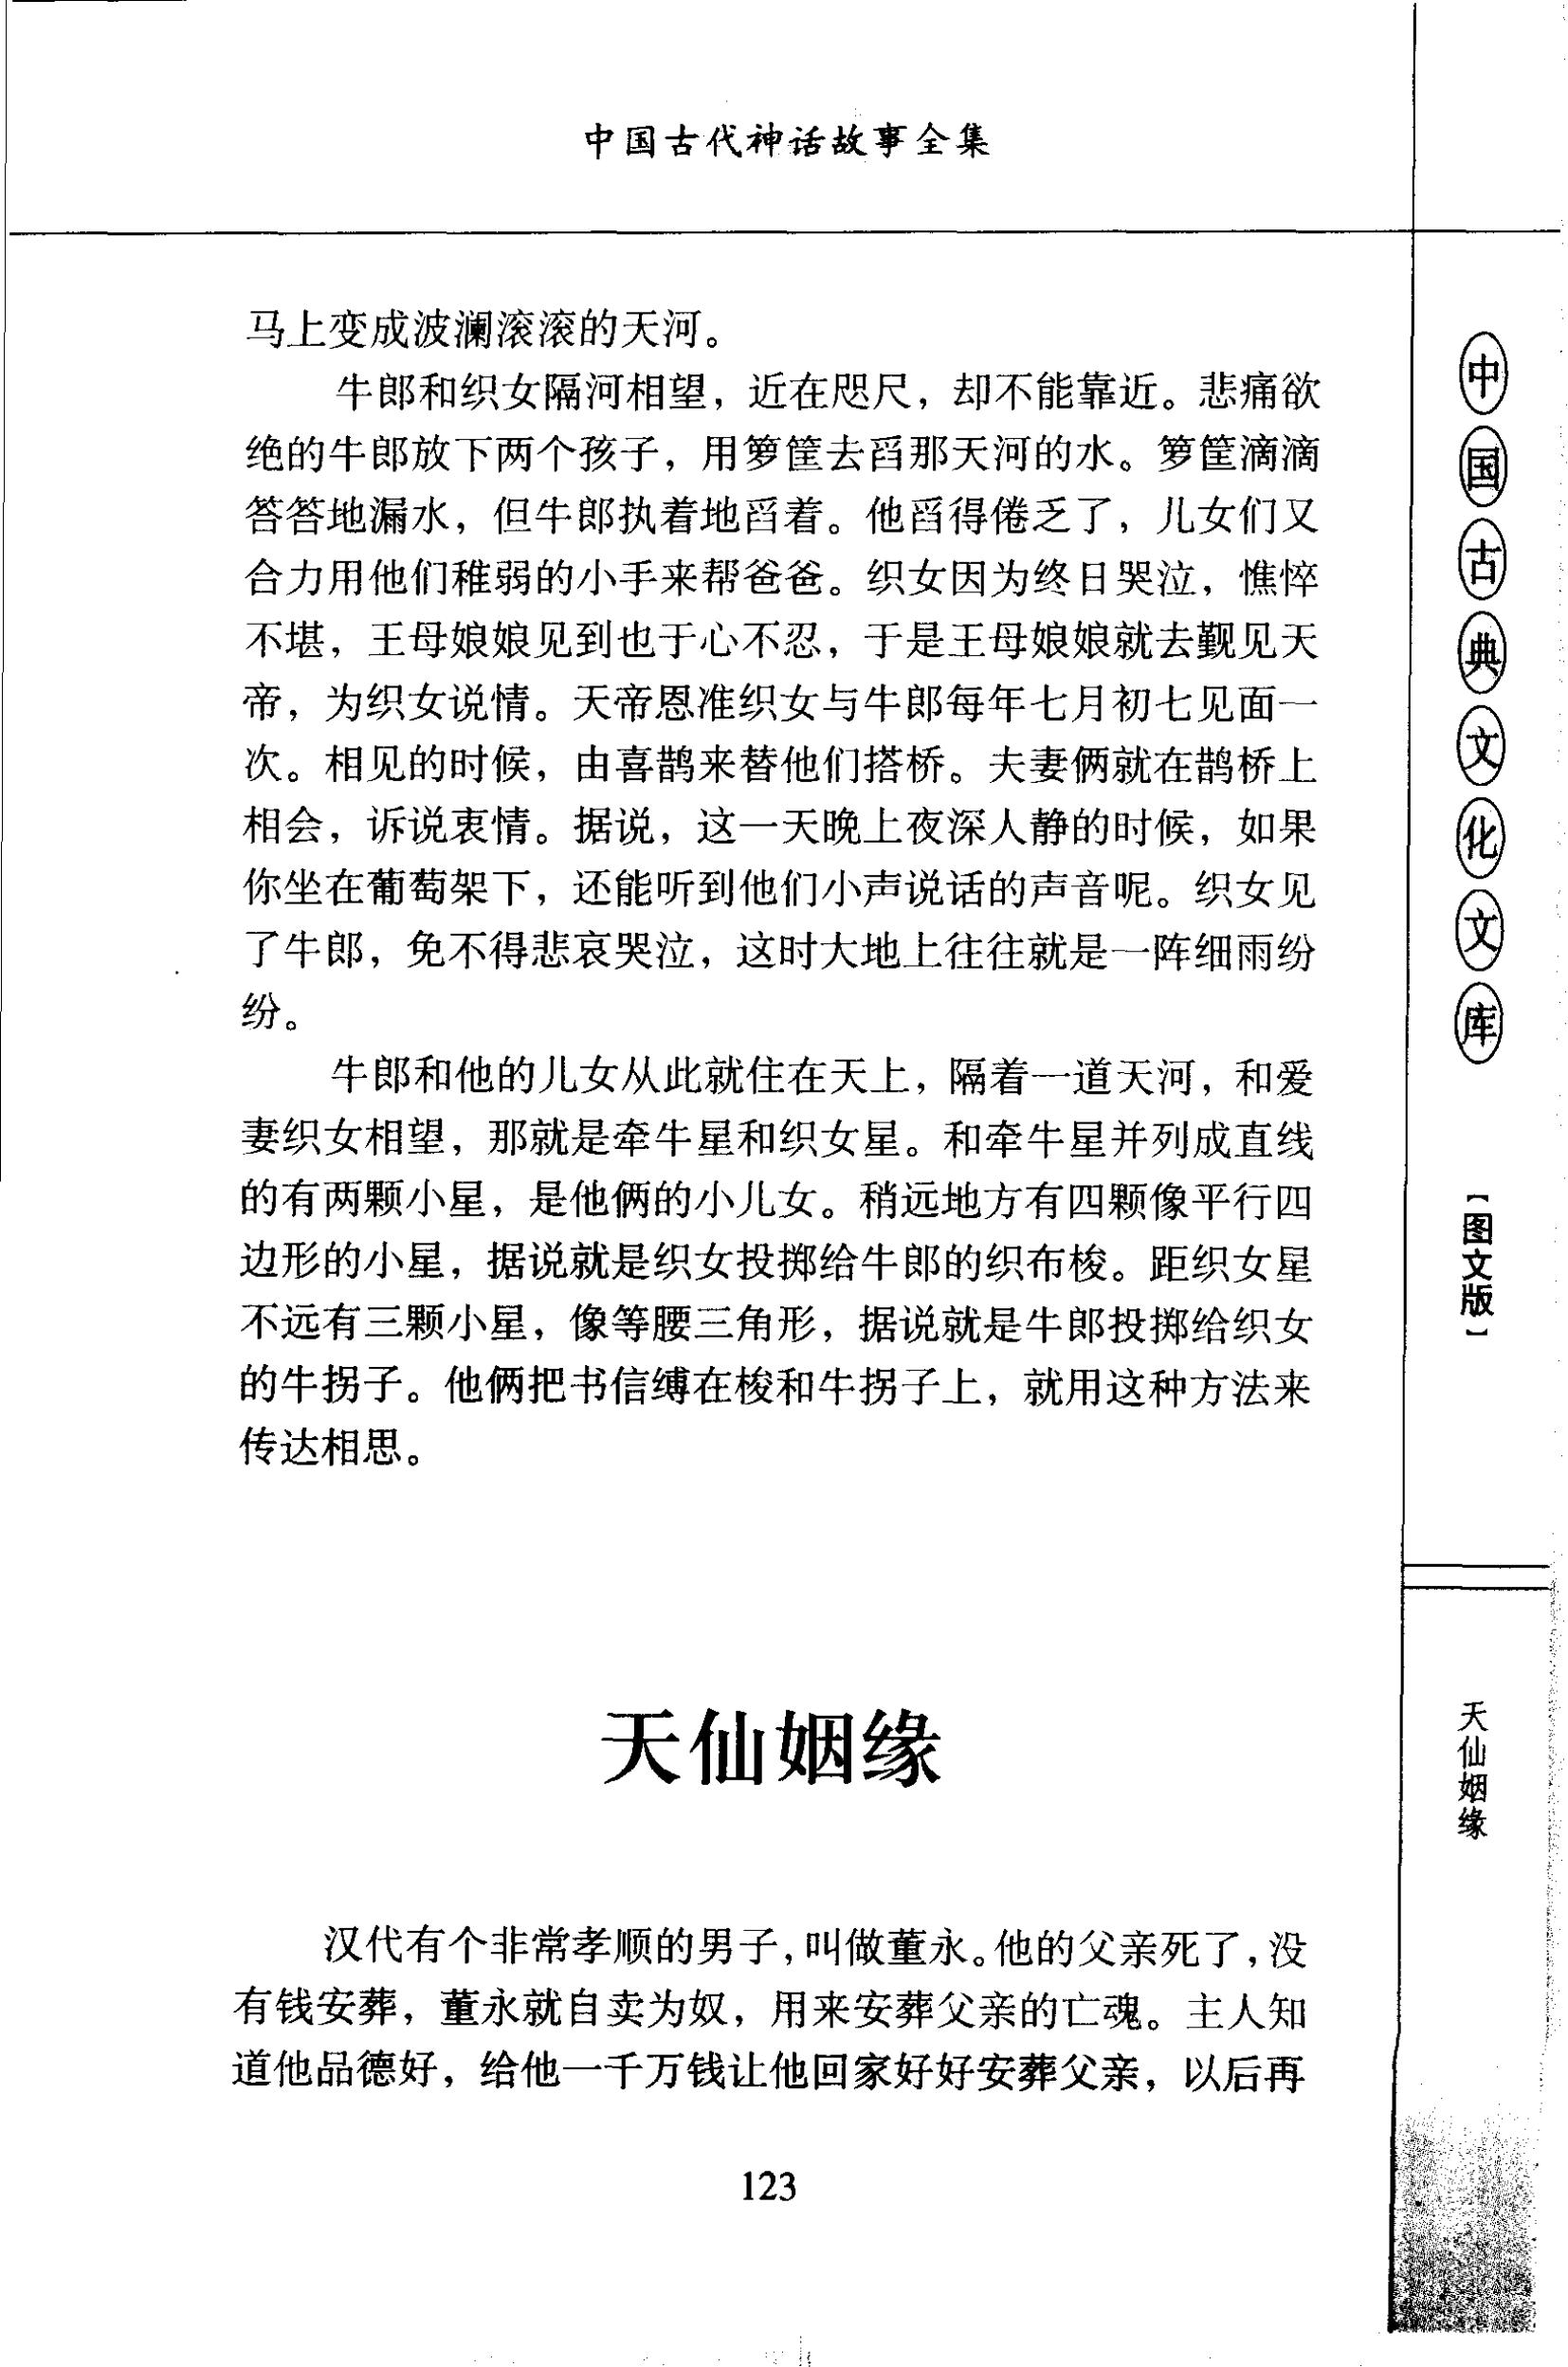 中国古代神话故事全集
马上变成波澜滚滚的天河。
牛郎和织女隔河相望，近在咫尺，却不能靠近。悲痛欲
绝的牛郎放下两个孩子，用箩筐去舀那天河的水。箩筐滴滴
答答地漏水，但牛郎执着地舀着。他舀得倦乏了，儿女们又
合力用他们稚弱的小手来帮爸爸。织女因为终日哭泣，憔悴
不堪，王母娘娘见到也于心不忍，于是王母娘娘就去觐见天
帝，为织女说情。天帝恩准织女与牛郎每年七月初七见面一
次。相见的时候，由喜鹊来替他们搭桥。夫妻俩就在鹊桥上
相会，诉说衷情。据说，这一天晚上夜深人静的时候，如果
你坐在葡萄架下，还能听到他们小声说话的声音呢。织女见
了牛郎，免不得悲哀哭泣，这时大地上往往就是一阵细雨纷
纷。
牛郎和他的儿女从此就住在天上，隔着一道天河，和爱
妻织女相望，那就是牵牛星和织女星。和牵牛星并列成直线
的有两颗小星，是他俩的小儿女。稍远地方有四颗像平行四
边形的小星，据说就是织女投掷给牛郎的织布梭。距织女星
不远有三颗小星，像等腰三角形，据说就是牛郎投掷给织女
的牛拐子。他俩把书信缚在梭和牛拐子上，就用这种方法来
传达相思。
天仙姻缘
汉代有个非常孝顺的男子，叫做董永。他的父亲死了，没
有钱安葬，董永就自卖为奴，用来安葬父亲的亡魂。主人知
道他品德好，给他一千万钱让他回家好好安葬父亲，以后再
123
中国古典文化文库
【图文版】
天仙姻缘